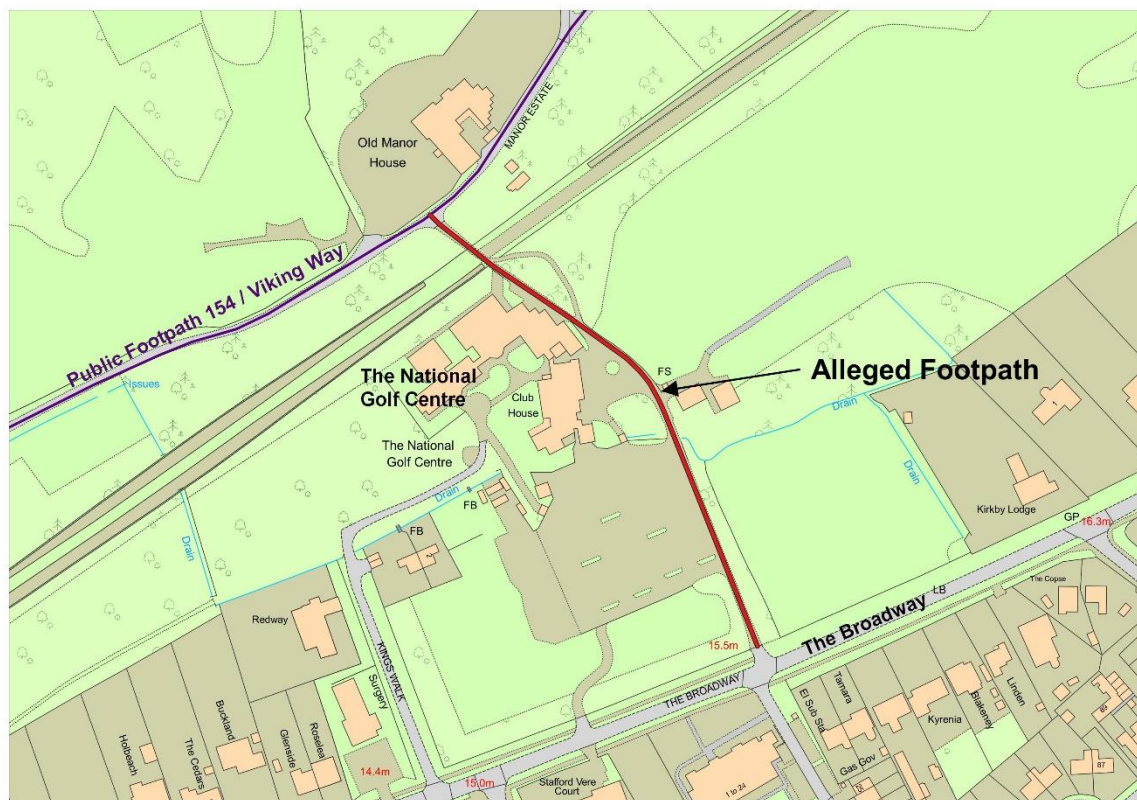 Old Manor
House
MANOR ESTATE
Public Footpath 154 / Viking Way
Issues
The National
Golf Centre
Club
House
FS
Alleged Footpath
The National
Golf Centre
Drain
FB
FB
Drain
Drain
Drain
1
Kirkby Lodge
GP
16.3m
2
Redway
KINGS WALK
Surgery
15.5m
The Broadway
LB
The Copse
THE BROADWAY
El Sub Sta
Tamara
Kyrenia
Blakeney
Linden
Gas Gov
Holbeach
The Cedars
Buckland
Glenside
Roselea
14.4m
15.0m
Stafford Vere
Court
1 to 24
89
87